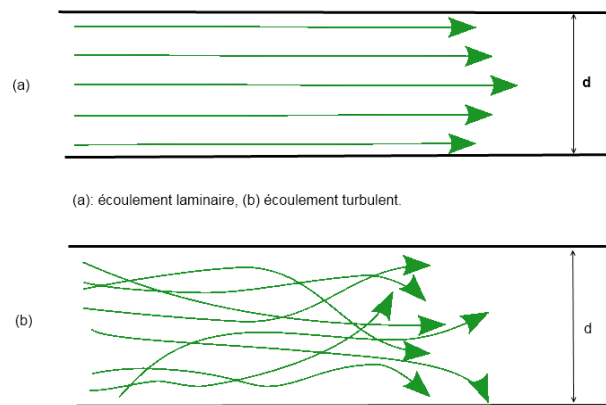 (a)
d
(a): écoulement laminaire, (b) écoulement turbulent.
(b)
d